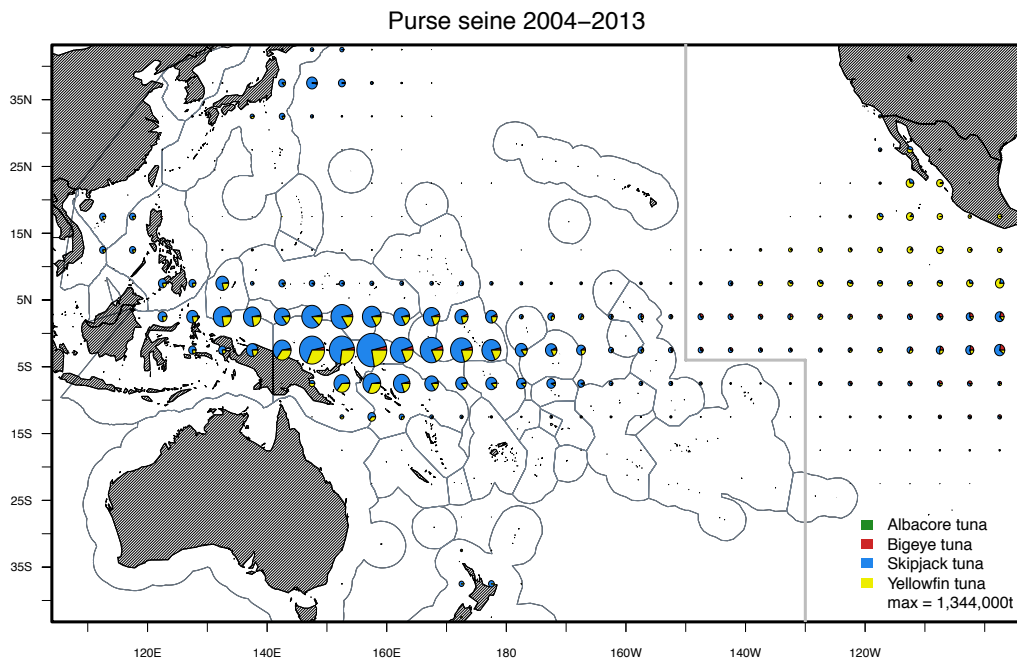 Purse seine 2004–2013
35N
25N
15N
5N
5S
15S
25S
35S
Albacore tuna
Bigeye tuna
Skipjack tuna
Yellowfin tuna
max = 1,344,000t
120E 140E 160E 180 160W 140W 120W